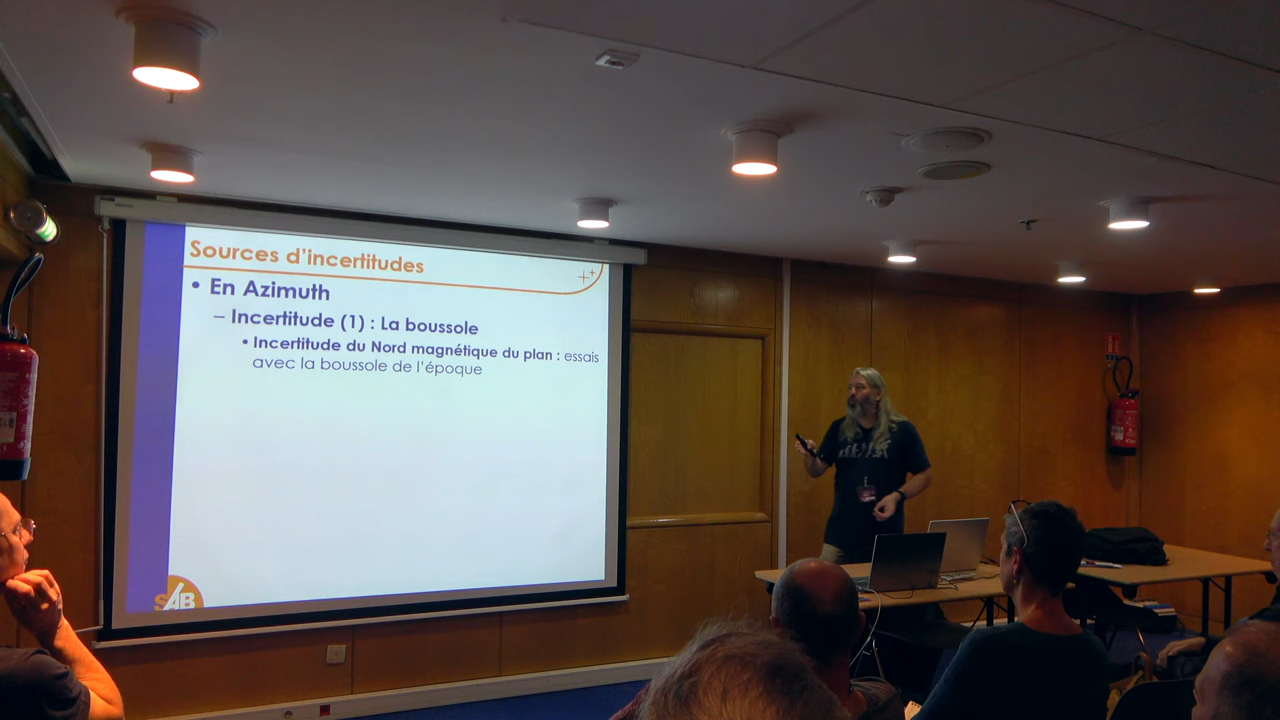 Sources d'incertitudes
• En Azimuth
– Incertitude (1) : La boussole
• Incertitude du Nord magnétique du plan : essais
avec la boussole de l'époque
SAB